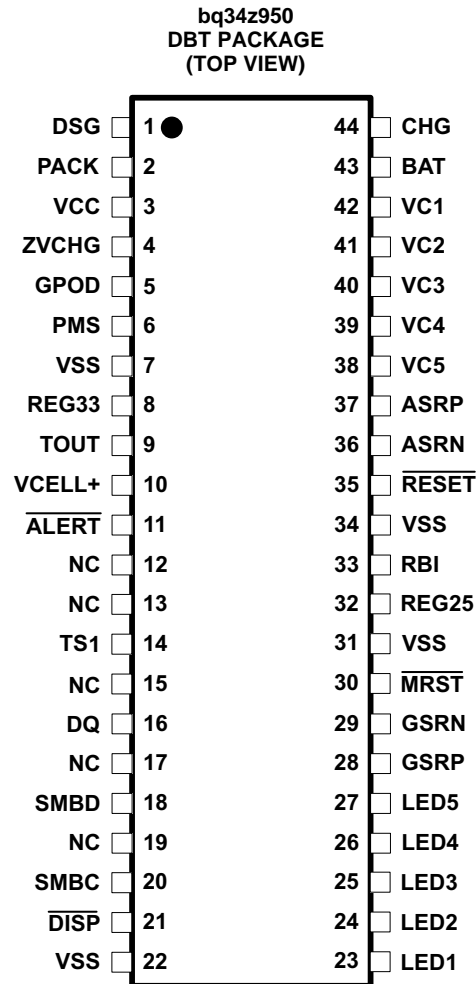 bq34z950
DBT PACKAGE
(TOP VIEW)
DSG 1 44 CHG
PACK 2 43 BAT
VCC 3 42 VC1
ZVCHG 4 41 VC2
GPOD 5 40 VC3
PMS 6 39 VC4
VSS 7 38 VC5
REG33 8 37 ASRP
TOUT 9 36 ASRN
VCELL+ 10 35 RESET
ALERT 11 34 VSS
NC 12 33 RBI
NC 13 32 REG25
TS1 14 31 VSS
NC 15 30 MRST
DQ 16 29 GSRN
NC 17 28 GSRP
SMBD 18 27 LED5
NC 19 26 LED4
SMBC 20 25 LED3
DISP 21 24 LED2
VSS 22 23 LED1